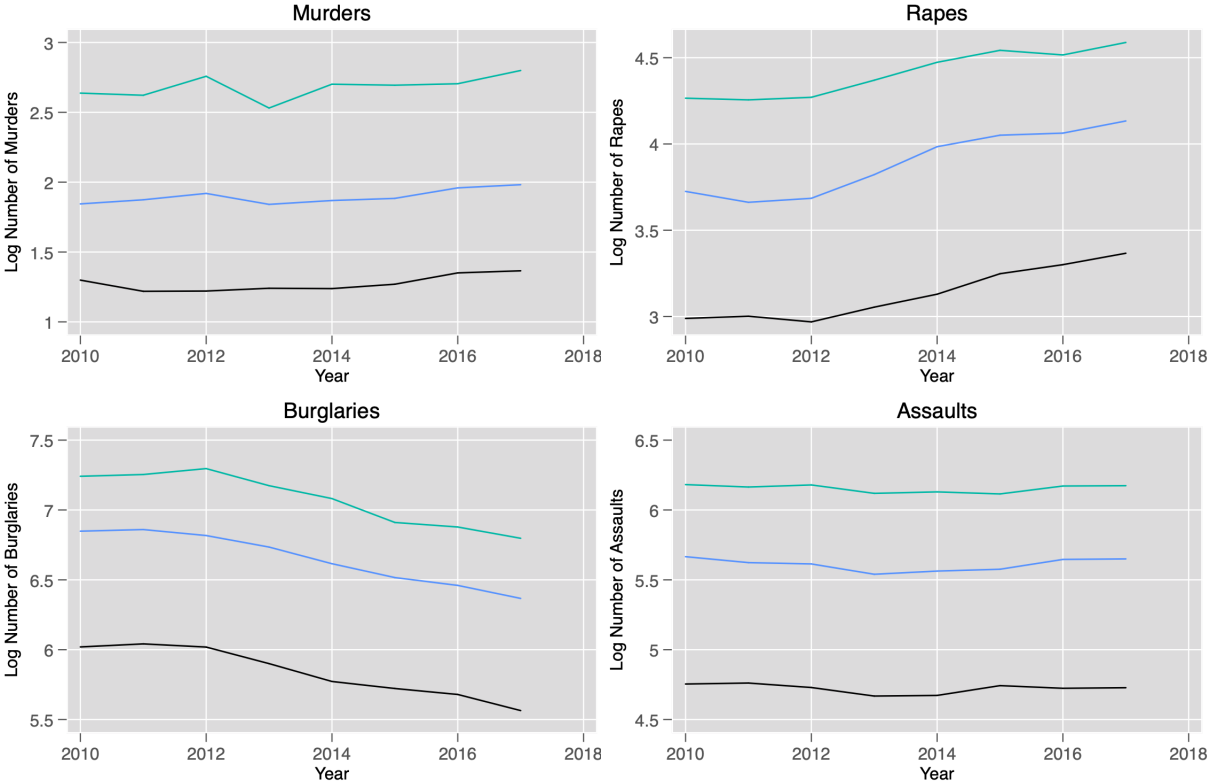 Murders
Log Number of Murders
3
2.5
2
1.5
1
2010 2012 2014 2016 2018
Year
Rapes
Log Number of Rapes
4.5
4
3.5
3
2010 2012 2014 2016 2018
Year
Burglaries
Log Number of Burglaries
7.5
7
6.5
6
5.5
2010 2012 2014 2016 2018
Year
Assaults
Log Number of Assaults
6.5
6
5.5
5
4.5
2010 2012 2014 2016 2018
Year